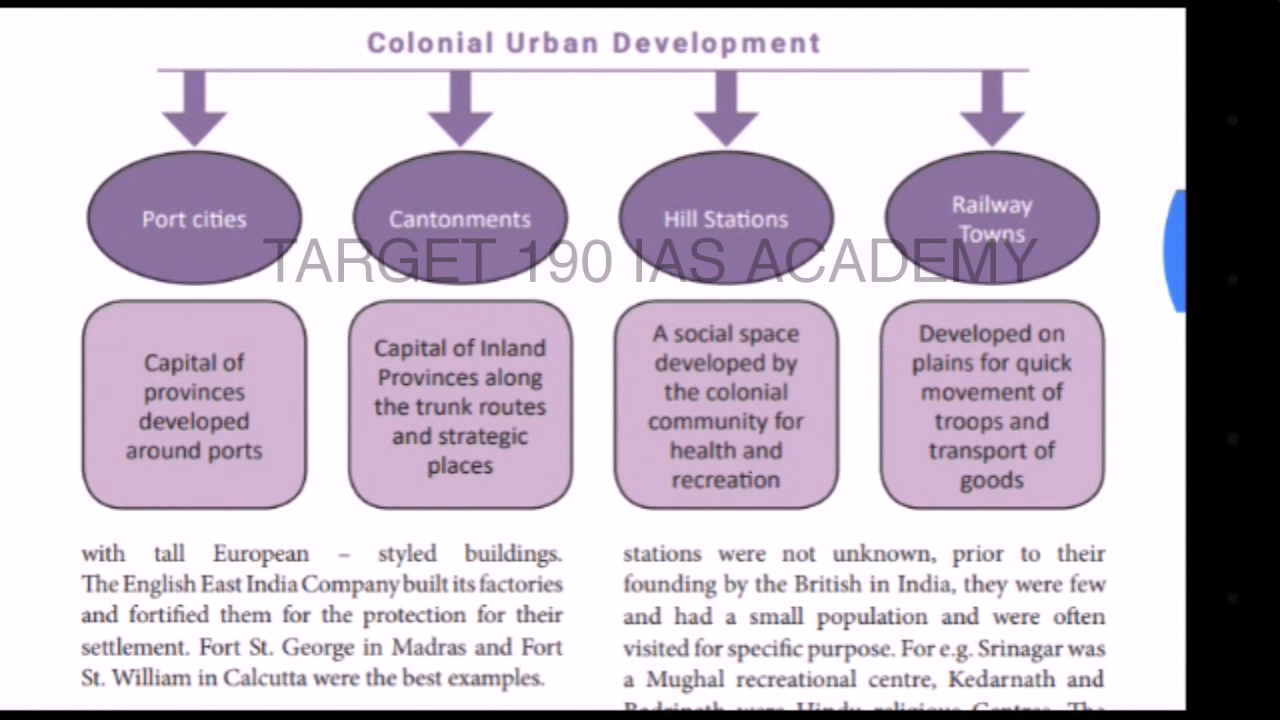 Colonial Urban Development
Port cities
Cantonments
Hill Stations
Railway
Towns
TARGET 190 IAS ACADEMY
Capital of
provinces
developed
around ports
Capital of Inland
Provinces along
the trunk routes
and strategic
places
A social space
developed by
the colonial
community for
health and
recreation
Developed on
plains for quick
movement of
troops and
transport of
goods
with tall European – styled buildings.
The English East India Company built its factories
and fortified them for the protection for their
settlement. Fort St. George in Madras and Fort
St. William in Calcutta were the best examples.
stations were not unknown, prior to their
founding by the British in India, they were few
and had a small population and were often
visited for specific purpose. For e.g. Srinagar was
a Mughal recreational centre, Kedarnath and
Badrinath were Hindu religious Centres. The